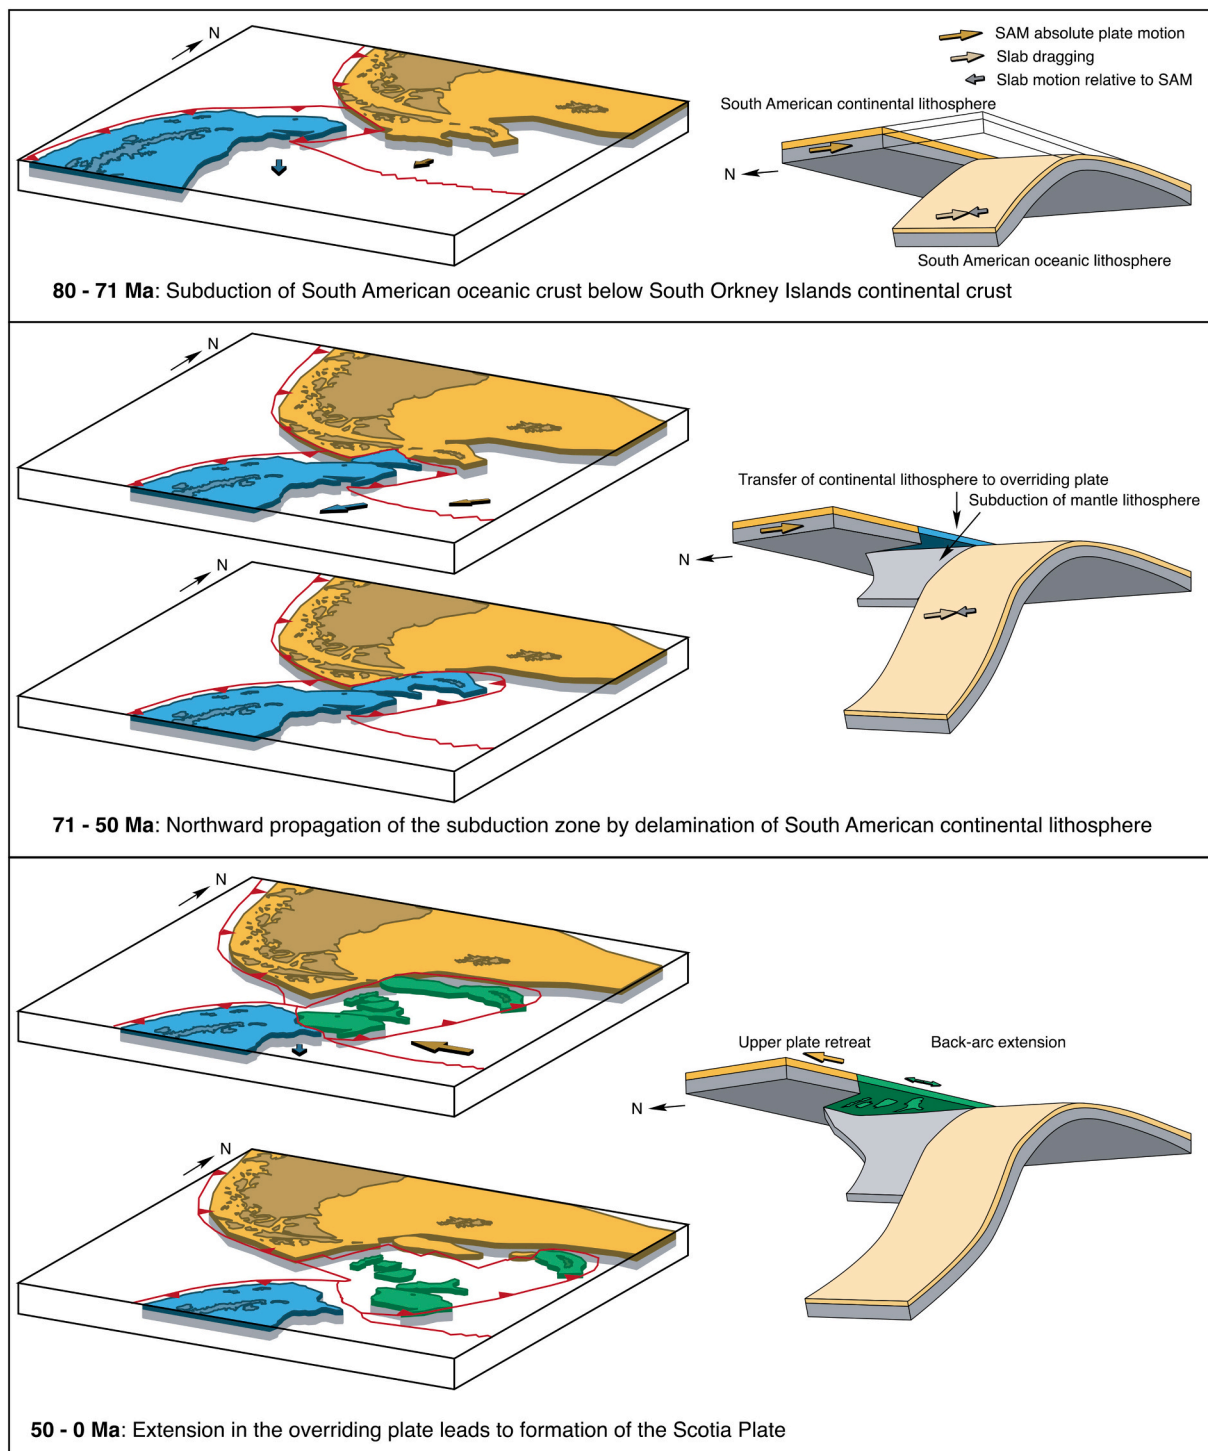 N
SAM absolute plate motion
Slab dragging
Slab motion relative to SAM
South American continental lithosphere
N
South American oceanic lithosphere
80 - 71 Ma: Subduction of South American oceanic crust below South Orkney Islands continental crust
N
Transfer of continental lithosphere to overriding plate
Subduction of mantle lithosphere
N
N
71 - 50 Ma: Northward propagation of the subduction zone by delamination of South American continental lithosphere
N
Upper plate retreat
Back-arc extension
N
N
50 - 0 Ma: Extension in the overriding plate leads to formation of the Scotia Plate